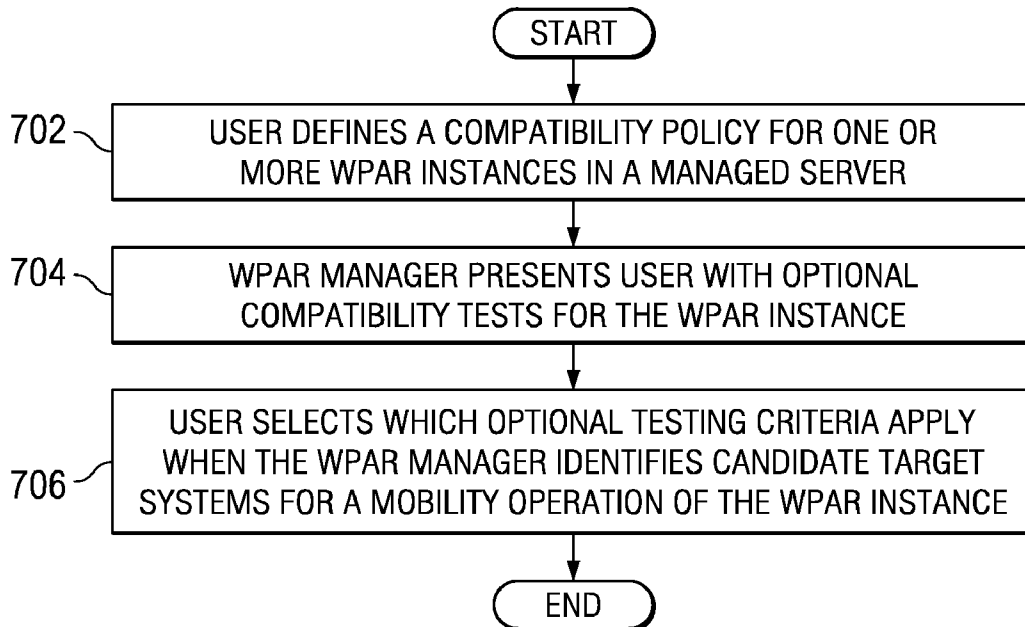 START
702
USER DEFINES A COMPATIBILITY POLICY FOR ONE OR
MORE WPAR INSTANCES IN A MANAGED SERVER
704
WPAR MANAGER PRESENTS USER WITH OPTIONAL
COMPATIBILITY TESTS FOR THE WPAR INSTANCE
706
USER SELECTS WHICH OPTIONAL TESTING CRITERIA APPLY
WHEN THE WPAR MANAGER IDENTIFIES CANDIDATE TARGET
SYSTEMS FOR A MOBILITY OPERATION OF THE WPAR INSTANCE
END